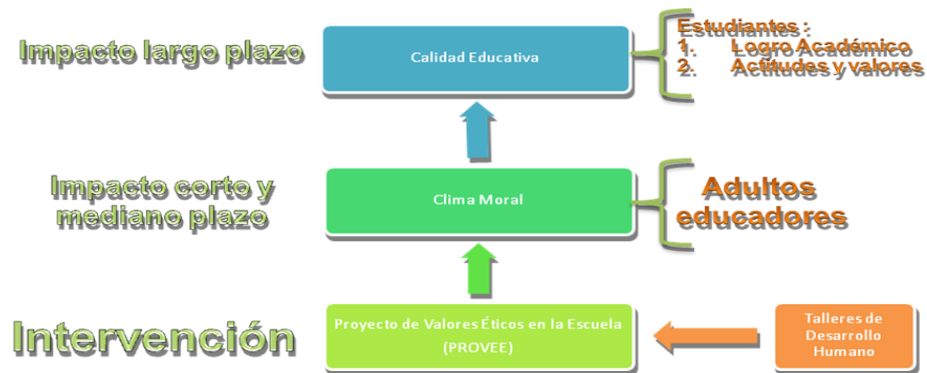 Impacto largo plazo
Calidad Educativa
Estudiantes :
1. Logro Académico
2. Actitudes y valores
Impacto corto y
mediano plazo
Clima Moral
Adultos
educadores
Intervención
Proyecto de Valores Éticos en la Escuela
(PROVEE)
Talleres de
Desarrollo
Humano